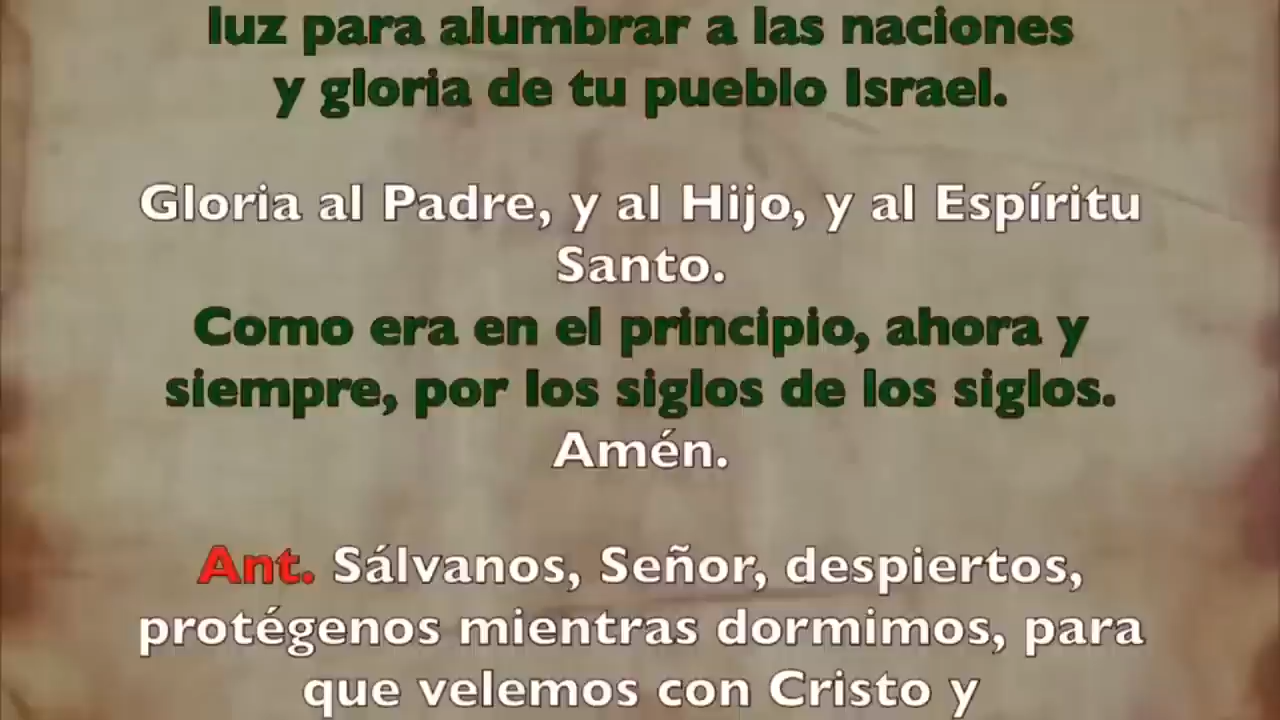 luz para alumbrar a las naciones
y gloria de tu pueblo Israel.
Gloria al Padre, y al Hijo, y al Espíritu
Santo.
Como era en el principio, ahora y
siempre, por los siglos de los siglos.
Amén.
Ant. Sálvanos, Señor, despiertos,
protégenos mientras dormimos, para
que velemos con Cristo y